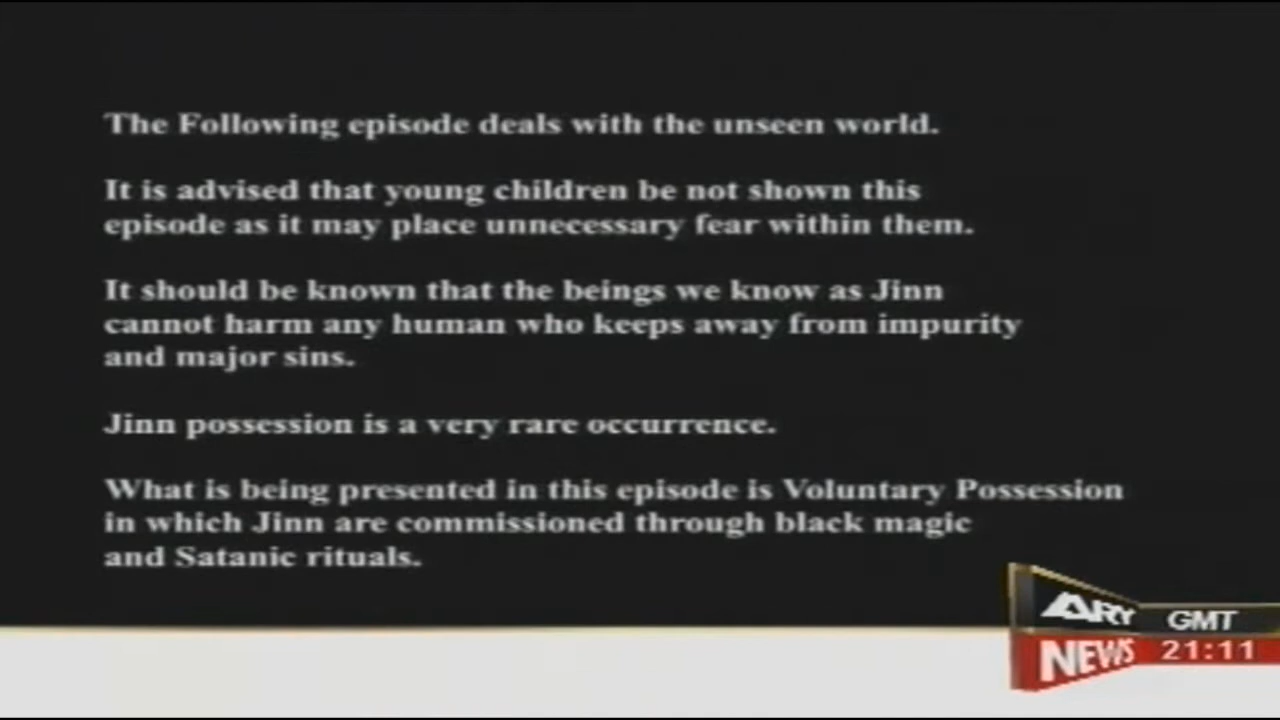 The Following episode deals with the unseen world.
It is advised that young children be not shown this
episode as it may place unnecessary fear within them.
It should be known that the beings we know as Jinn
cannot harm any human who keeps away from impurity
and major sins.
Jinn possession is a very rare occurrence.
What is being presented in this episode is Voluntary Possession
in which Jinn are commissioned through black magic
and Satanic rituals.
ARY GMT
NEWS 21:11